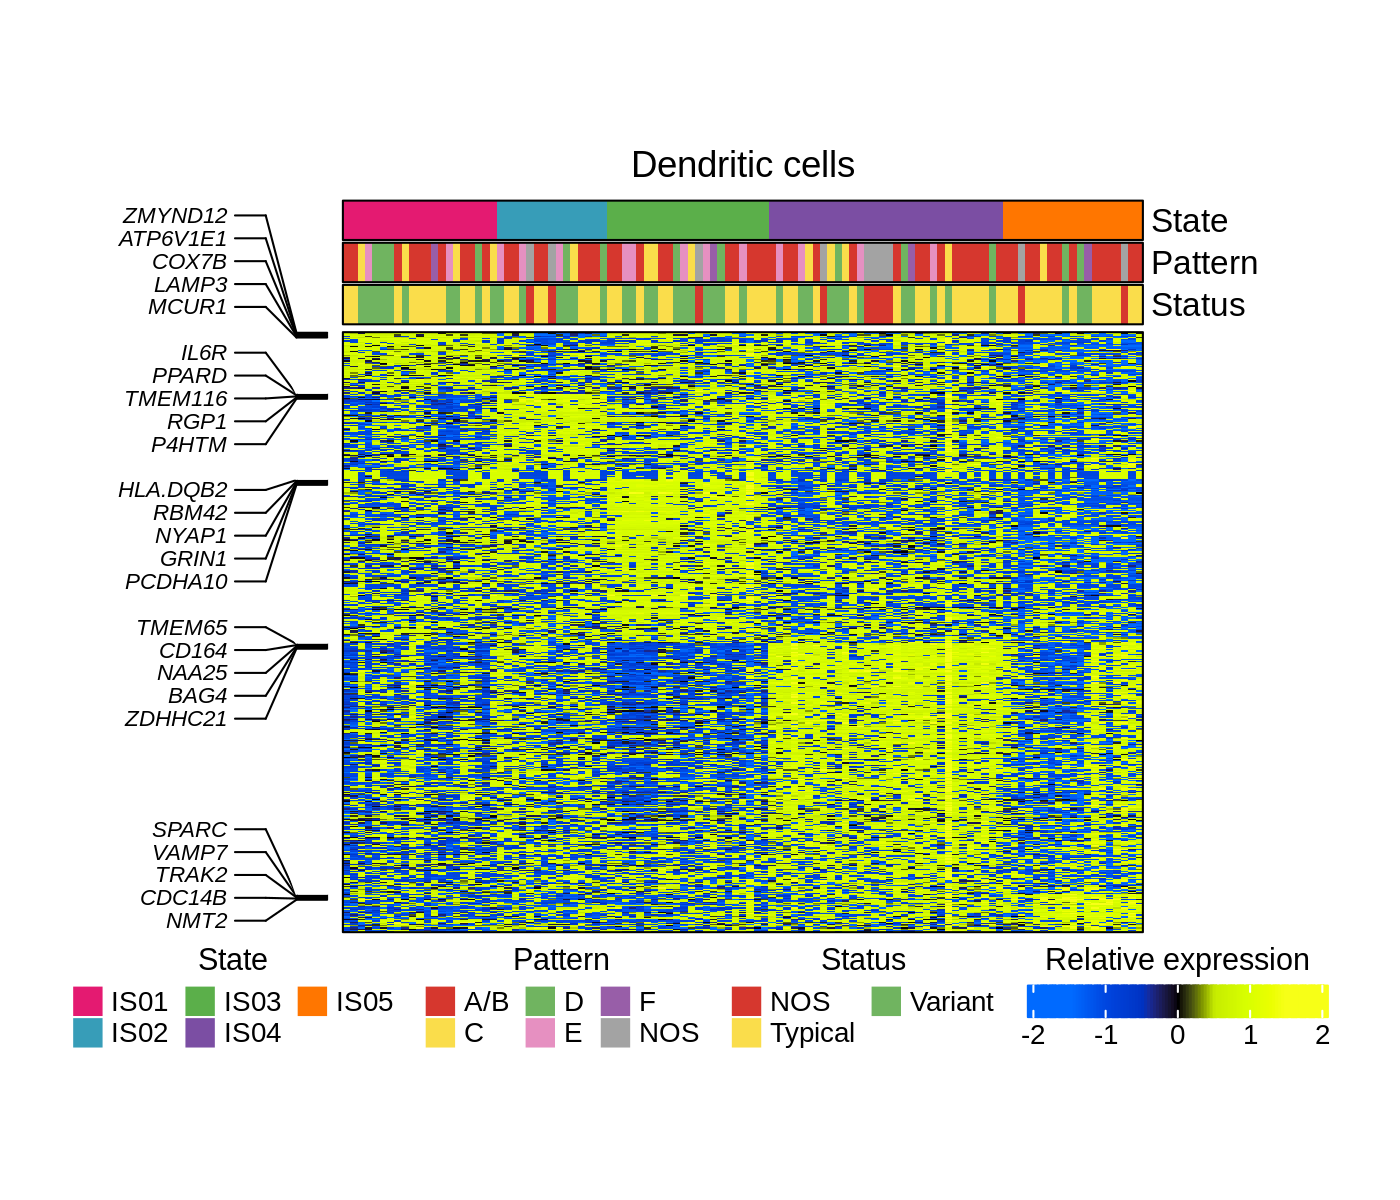 Dendritic cells
State
Pattern
Status
ZMYND12
ATP6V1E1
COX7B
LAMP3
MCUR1
IL6R
PPARD
TMEM116
RGP1
P4HTM
HLA.DQB2
RBM42
NYAP1
GRIN1
PCDHA10
TMEM65
CD164
NAA25
BAG4
ZDHHC21
SPARC
VAMP7
TRAK2
CDC14B
NMT2
State
IS01 IS03 IS05
IS02 IS04
Pattern
A/B D F
C E NOS
Status
NOS Variant
Typical
Relative expression
-2 -1 0 1 2